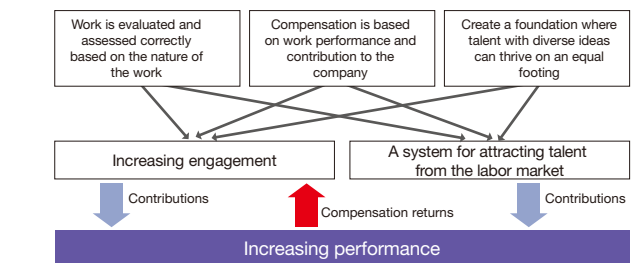 Work is evaluated and
assessed correctly
based on the nature of
the work
Compensation is based
on work performance and
contribution to the
company
Create a foundation where
talent with diverse ideas
can thrive on an equal
footing
Increasing engagement
A system for attracting talent
from the labor market
Contributions
Compensation returns
Contributions
Increasing performance